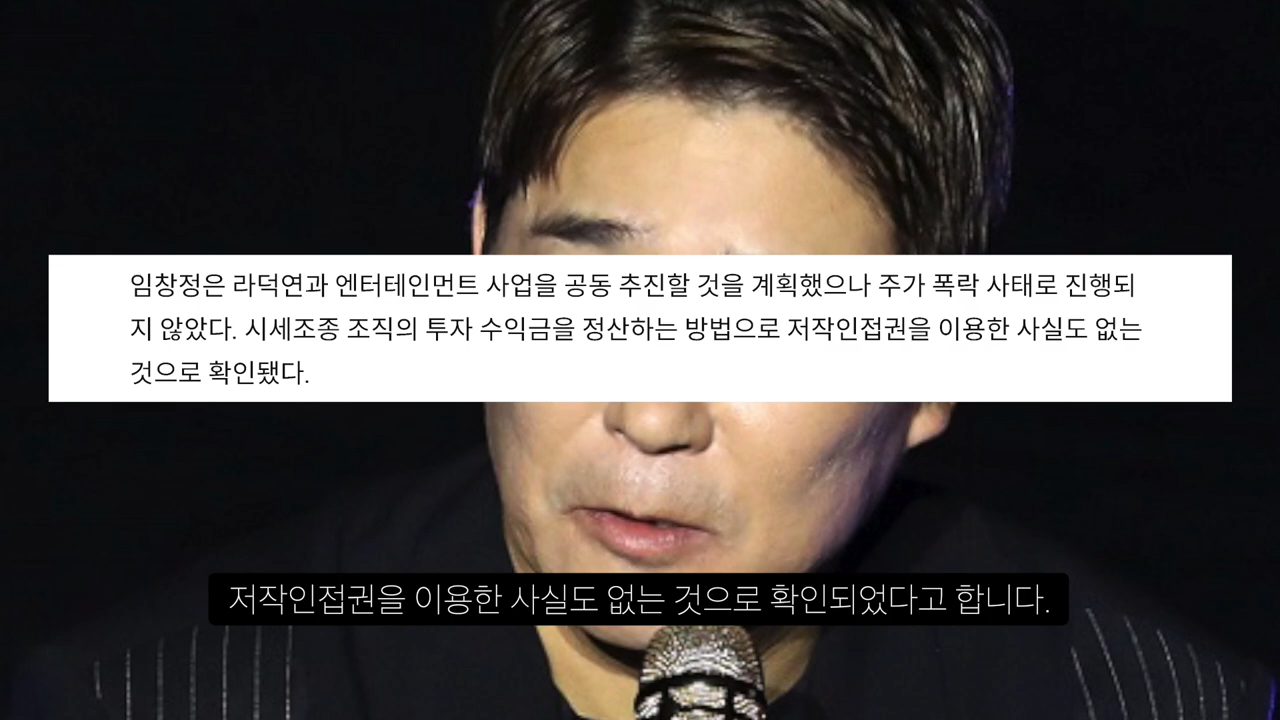 임창정은 라덕연과 엔터테인먼트 사업을 공동 추진할 것을 계획했으나 주가 폭락 사태로 진행되
지 않았다. 시세조종 조직의 투자 수익금을 정산하는 방법으로 저작인접권을 이용한 사실도 없는
것으로 확인됐다.
저작인접권을 이용한 사실도 없는 것으로 확인되었다고 합니다.